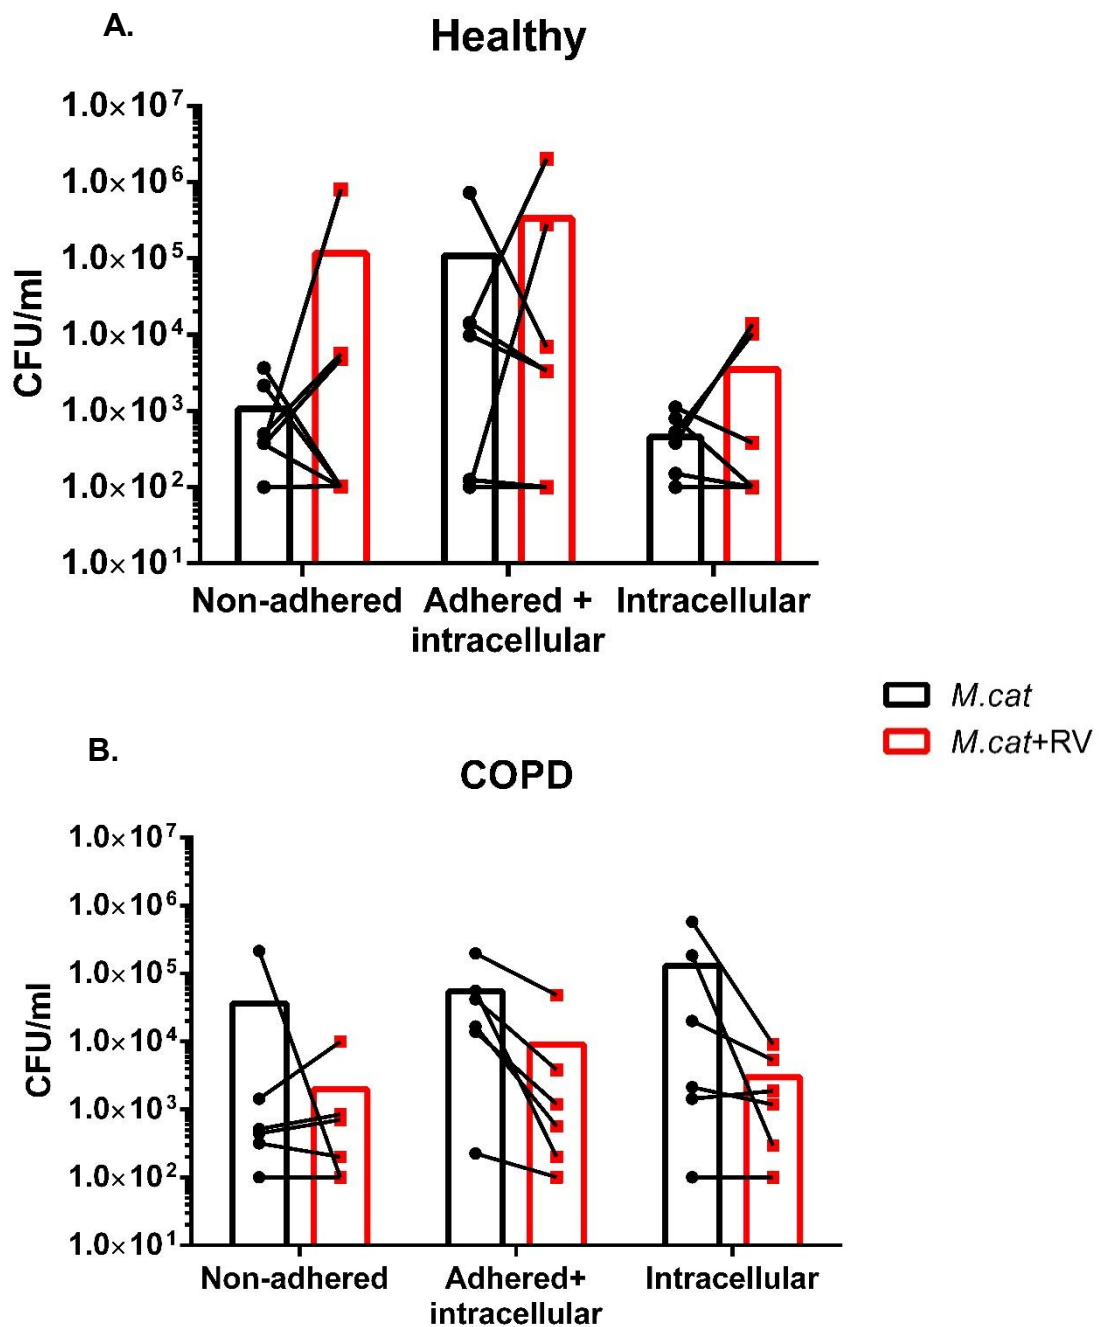 A.
Healthy
CFU/ml
1.0×10⁷
1.0×10⁶
1.0×10⁵
1.0×10⁴
1.0×10³
1.0×10²
1.0×10¹
Non-adhered
Adhered +
intracellular
Intracellular
M.cat
M.cat+RV
B.
COPD
CFU/ml
1.0×10⁷
1.0×10⁶
1.0×10⁵
1.0×10⁴
1.0×10³
1.0×10²
1.0×10¹
Non-adhered
Adhered+
intracellular
Intracellular